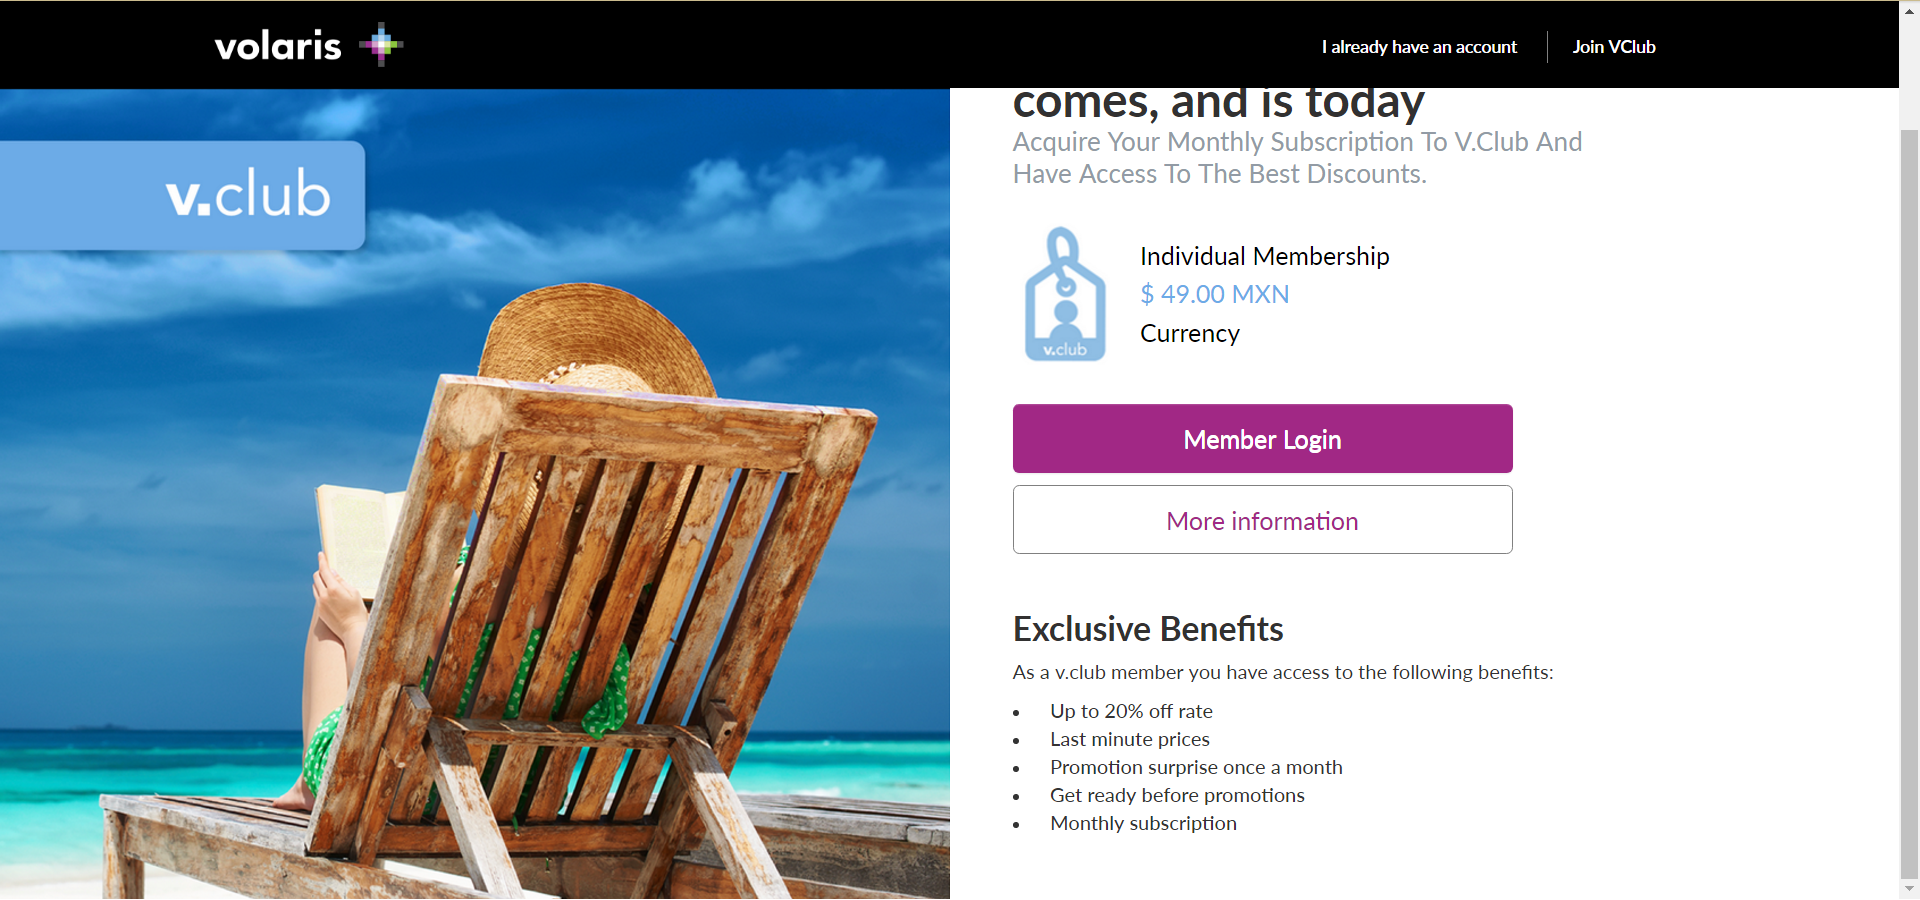 volaris
I already have an account
Join VClub
v.club
comes, and is today
Acquire Your Monthly Subscription To V.Club And
Have Access To The Best Discounts.
v.club
Individual Membership
$ 49.00 MXN
Currency
Member Login
More information
Exclusive Benefits
As a v.club member you have access to the following benefits:
• Up to 20% off rate
• Last minute prices
• Promotion surprise once a month
• Get ready before promotions
• Monthly subscription